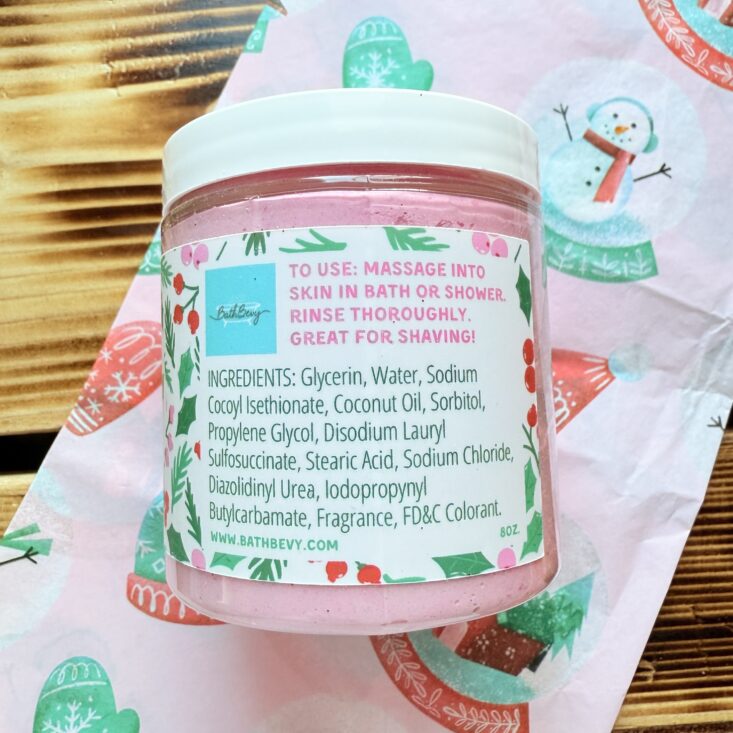 BathBevy
TO USE: MASSAGE INTO
SKIN IN BATH OR SHOWER.
RINSE THOROUGHLY.
GREAT FOR SHAVING!
INGREDIENTS: Glycerin, Water, Sodium
Cocoyl Isethionate, Coconut Oil, Sorbitol,
Propylene Glycol, Disodium Lauryl
Sulfosuccinate, Stearic Acid, Sodium Chloride,
Diazolidinyl Urea, Iodopropynyl
Butylcarbamate, Fragrance, FD&C Colorant.
WWW.BATHBEVY.COM
8OZ.